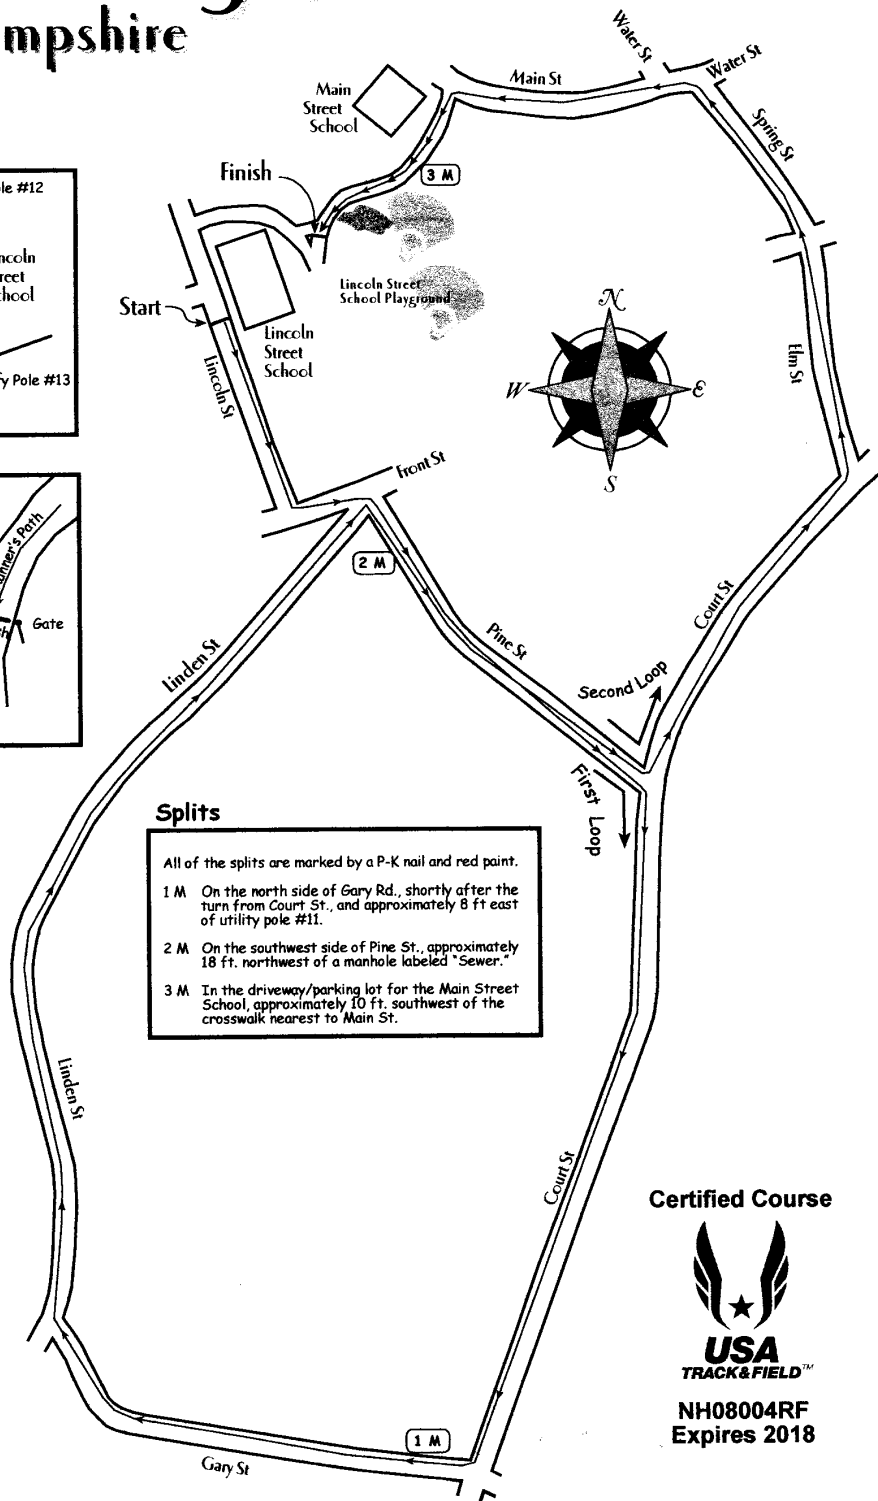 mpshire
Water St
Water St
Main St
Spring St
Main
Street
School
3 M
Finish
le #12
ncoln
reet
chool
fy Pole #13
Start
Lincoln Street
School Playground
Lincoln
Street
School
Lincoln St
N
W
E
S
Elm St
Front St
2 M
Pine St
Court St
Second Loop
First Loop
Linden St
nner's Path
Gate
Splits
All of the splits are marked by a P-K nail and red paint.
1 M On the north side of Gary Rd., shortly after the
turn from Court St., and approximately 8 ft east
of utility pole #11.
2 M On the southwest side of Pine St., approximately
18 ft. northwest of a manhole labeled "Sewer."
3 M In the driveway/parking lot for the Main Street
School, approximately 10 ft. southwest of the
crosswalk nearest to Main St.
Linden St
Court St
Certified Course
USA
TRACK&FIELD™
NH08004RF
Expires 2018
1 M
Gary St